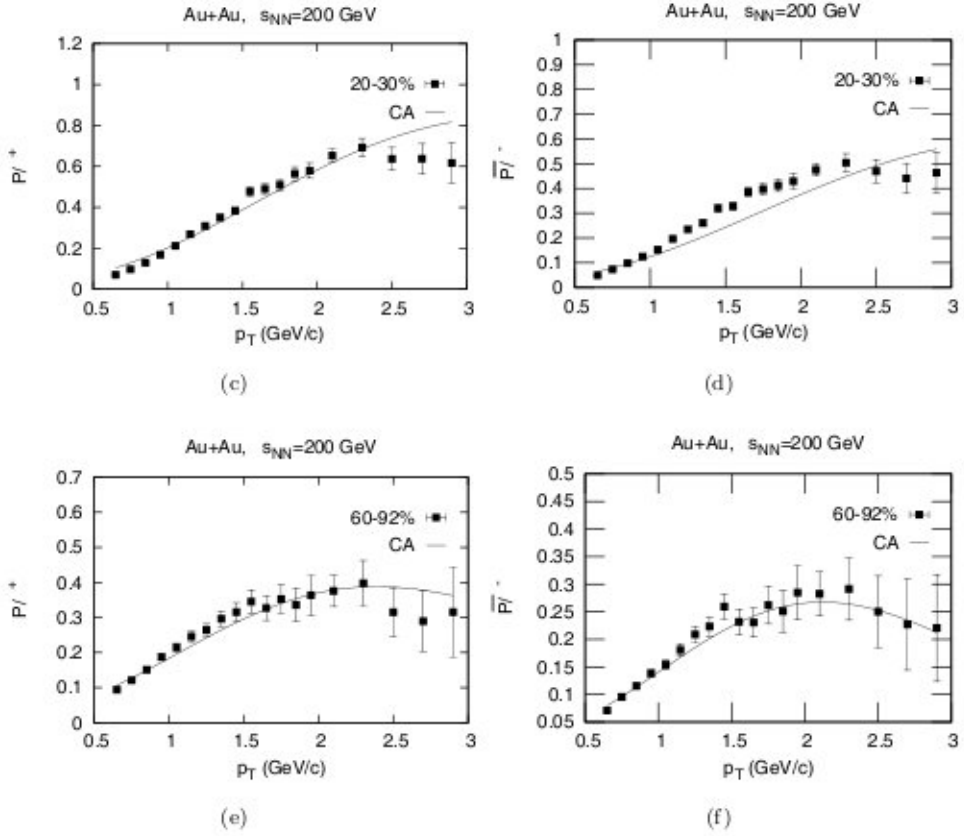 Au+Au, sNN=200 GeV
1.2
1
0.8
0.6
0.4
0.2
0
P/ +
20-30%
CA
0.5 1 1.5 2 2.5 3
pT (GeV/c)
(c)
Au+Au, sNN=200 GeV
1
0.9
0.8
0.7
0.6
0.5
0.4
0.3
0.2
0.1
0
P̅/ -
20-30%
CA
0.5 1 1.5 2 2.5 3
pT (GeV/c)
(d)
Au+Au, sNN=200 GeV
0.7
0.6
0.5
0.4
0.3
0.2
0.1
0
P/ +
60-92%
CA
0.5 1 1.5 2 2.5 3
pT (GeV/c)
(e)
Au+Au, sNN=200 GeV
0.5
0.45
0.4
0.35
0.3
0.25
0.2
0.15
0.1
0.05
P̅/ -
60-92%
CA
0.5 1 1.5 2 2.5 3
pT (GeV/c)
(f)